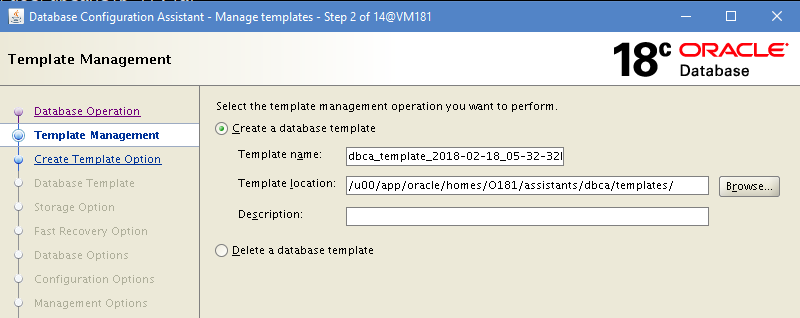 Database Configuration Assistant - Manage templates - Step 2 of 14@VM181
Template Management
18c ORACLE
Database
Database Operation
Template Management
Create Template Option
Database Template
Storage Option
Fast Recovery Option
Database Options
Configuration Options
Management Options
Select the template management operation you want to perform.
Create a database template
Template name: dbca_template_2018-02-18_05-32-32
Template location: /u00/app/oracle/homes/O181/assistants/dbca/templates/ Browse...
Description:
Delete a database template